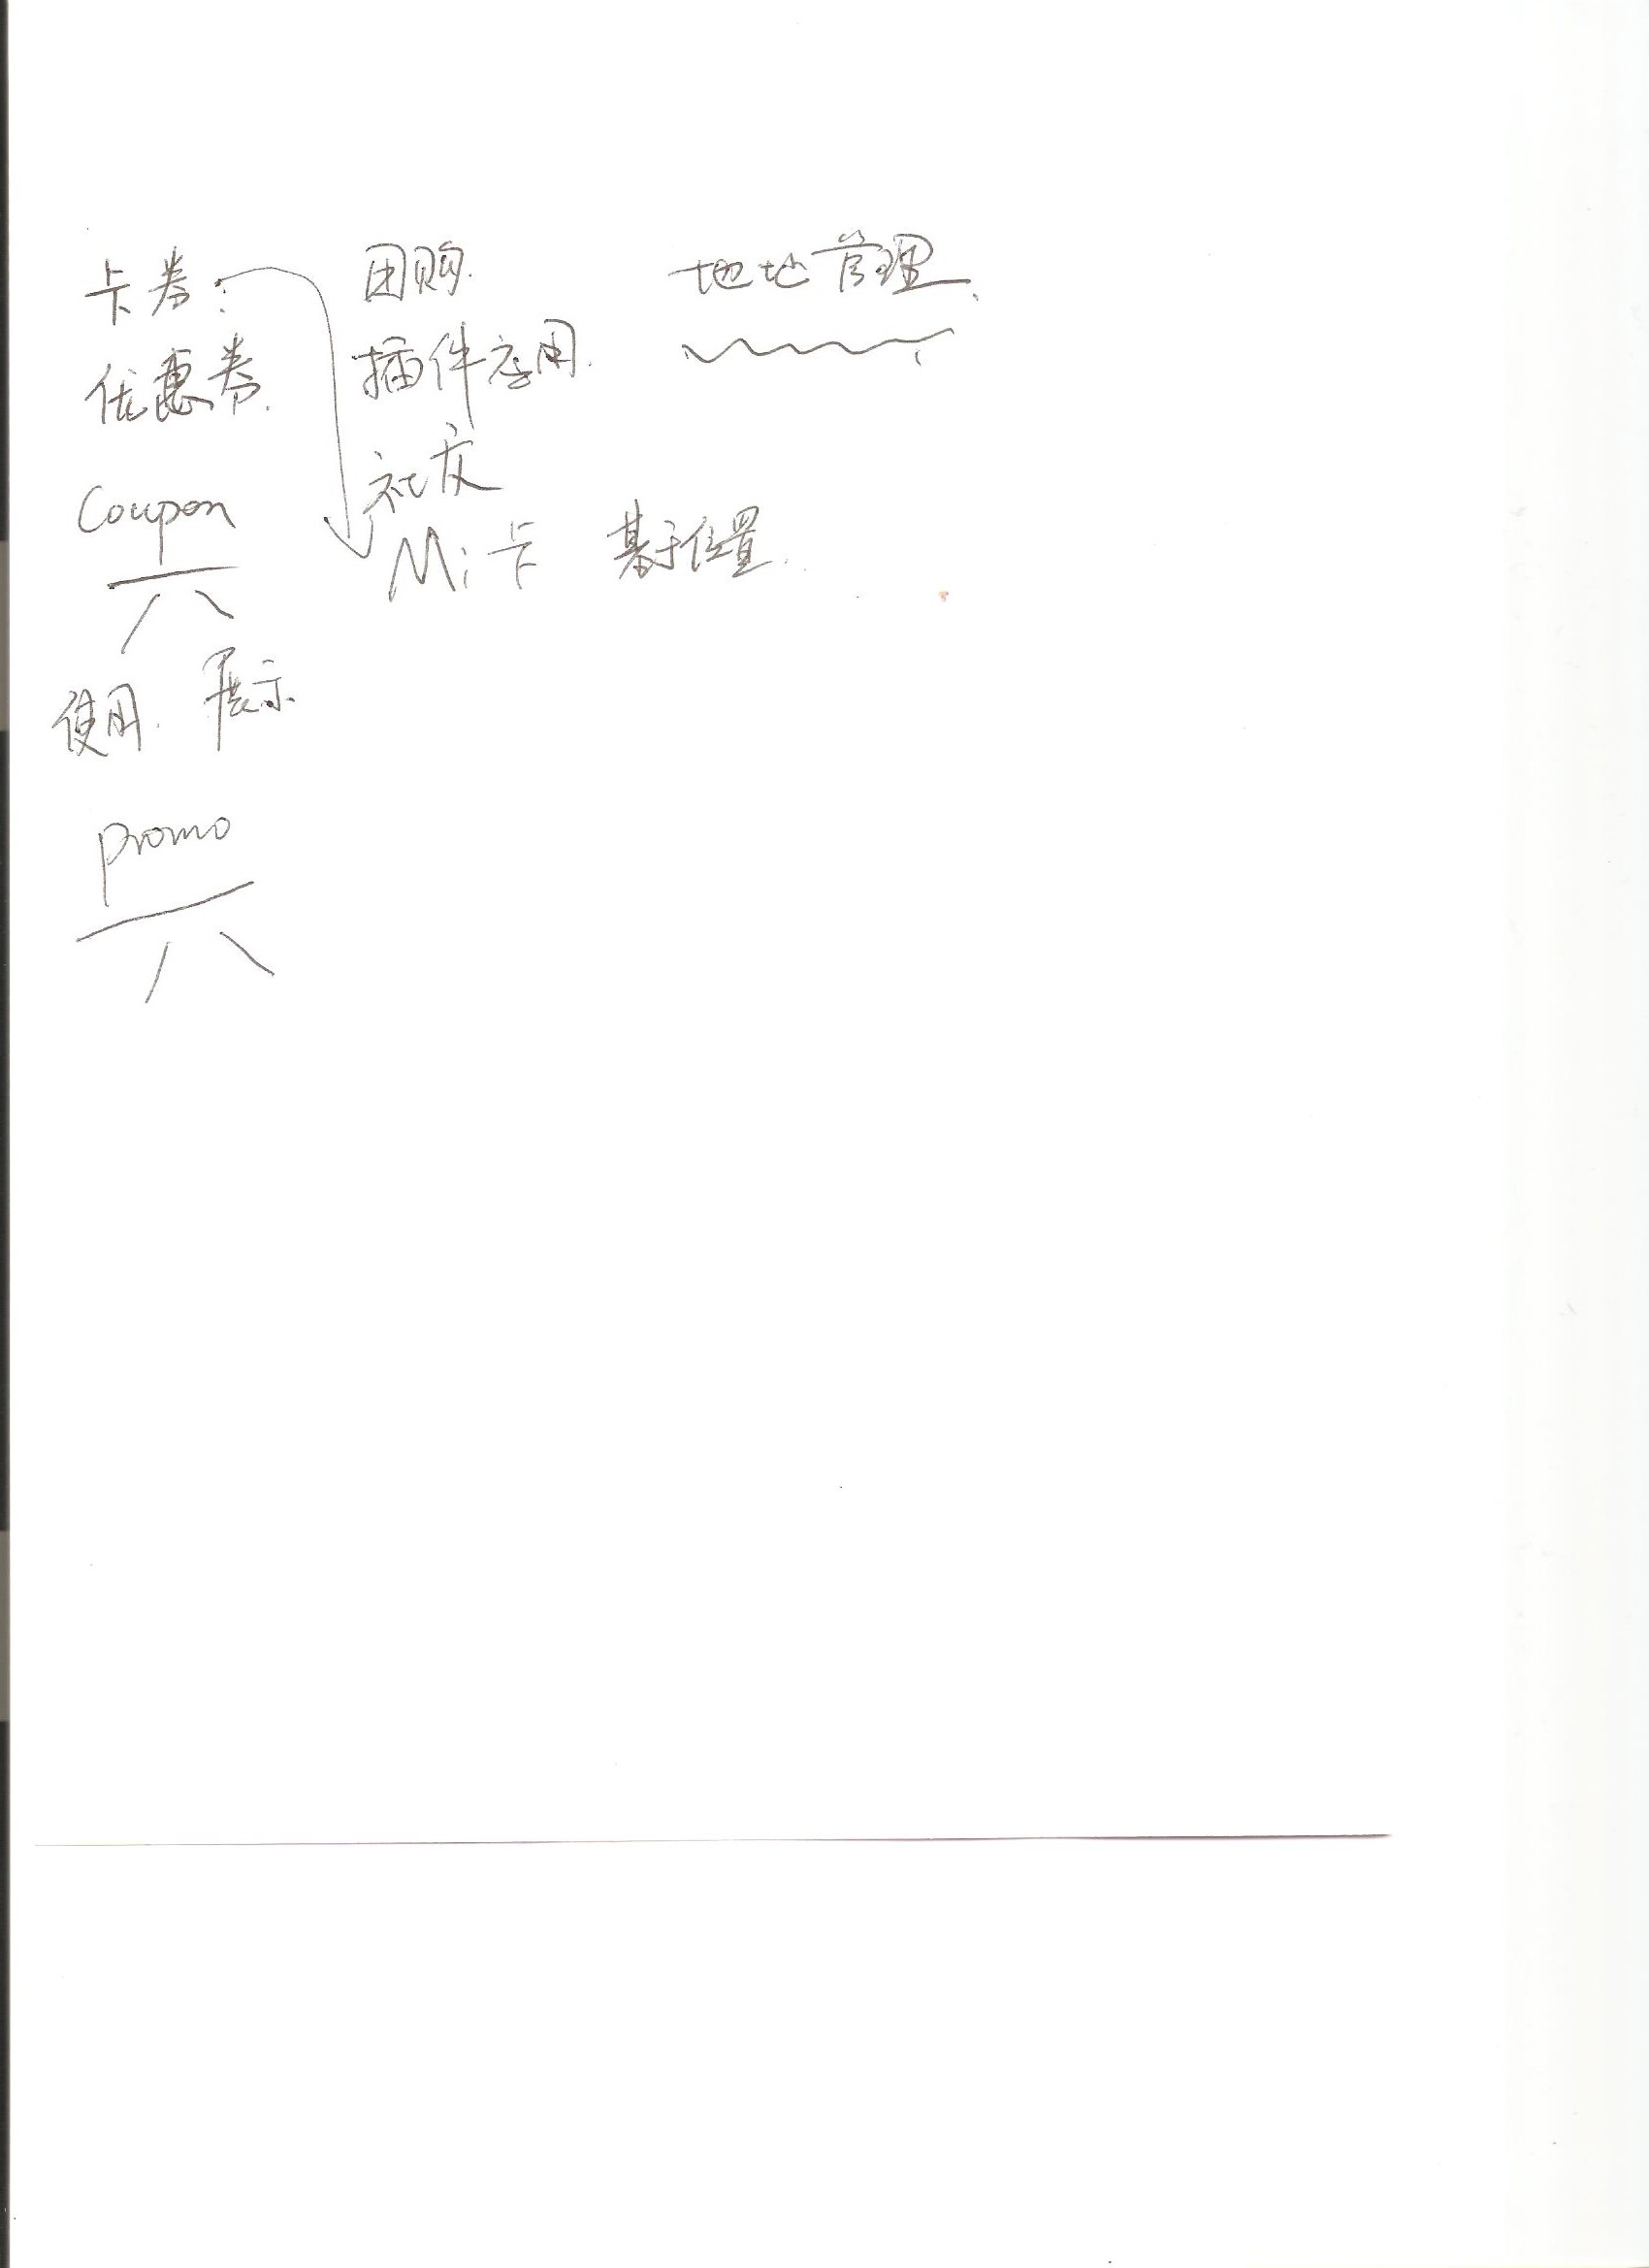 卡券:
优惠券.
Coupon
使用. 展示
promo
团购.
插件应用.
社交
Mi卡 基于位置.
地地管理.